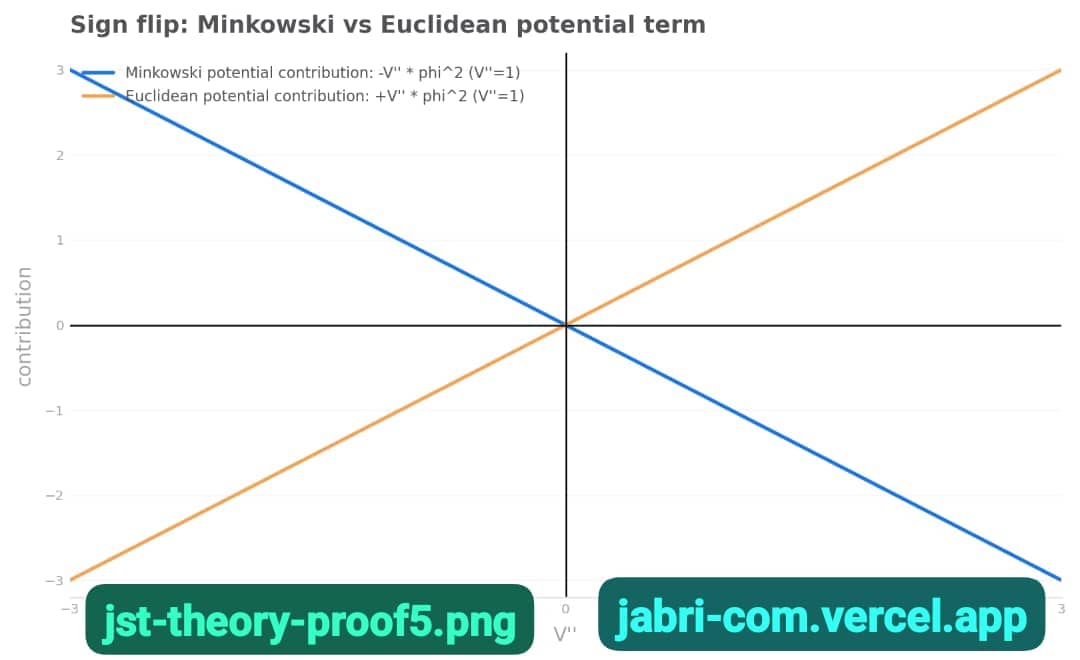 Sign flip: Minkowski vs Euclidean potential term
Minkowski potential contribution: -V'' * phi^2 (V''=1)
Euclidean potential contribution: +V'' * phi^2 (V''=1)
3
2
1
0
−1
−2
−3
contribution
−3
0
3
V''
jst-theory-proof5.png
jabri-com.vercel.app